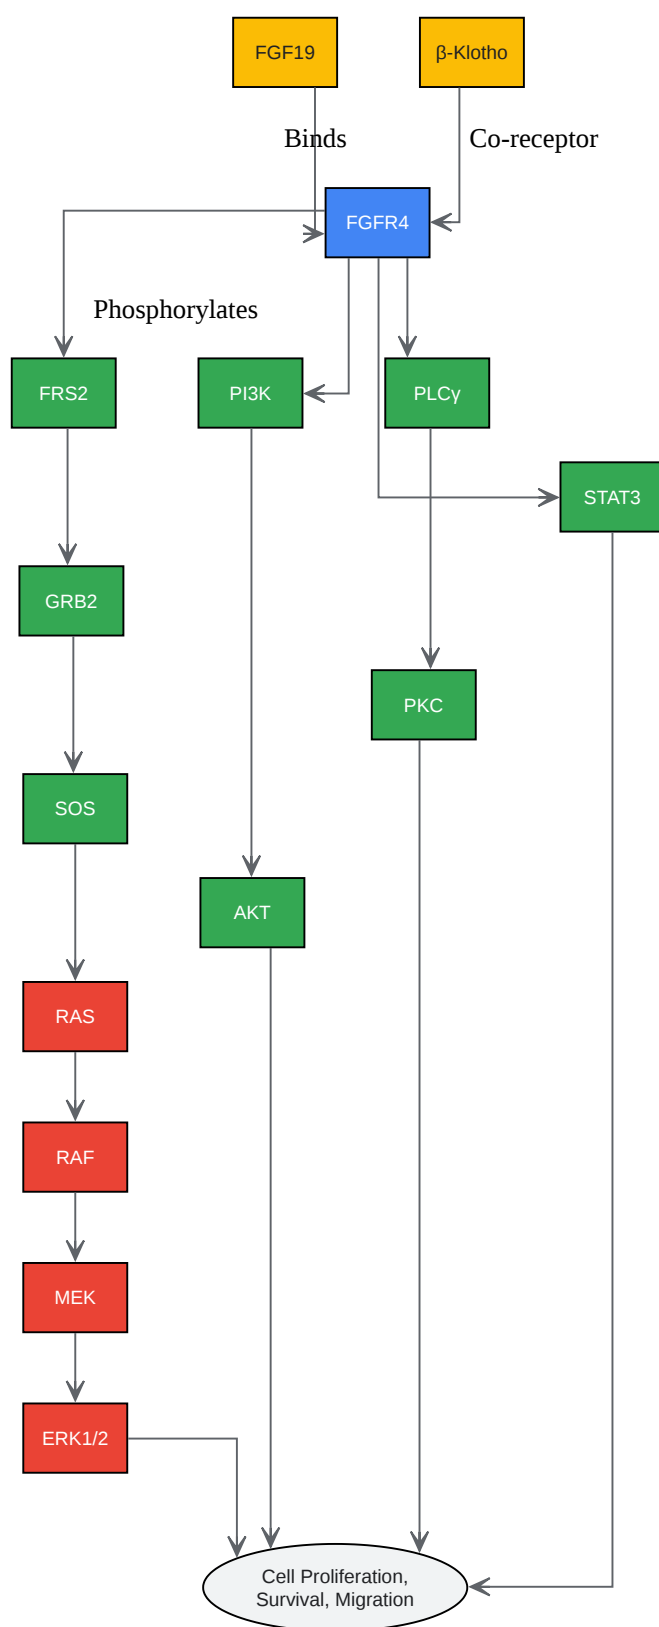 FGF19
β-Klotho
Binds
Co-receptor
FGFR4
Phosphorylates
FRS2
PI3K
PLCγ
STAT3
GRB2
PKC
SOS
AKT
RAS
RAF
MEK
ERK1/2
Cell Proliferation,
Survival, Migration